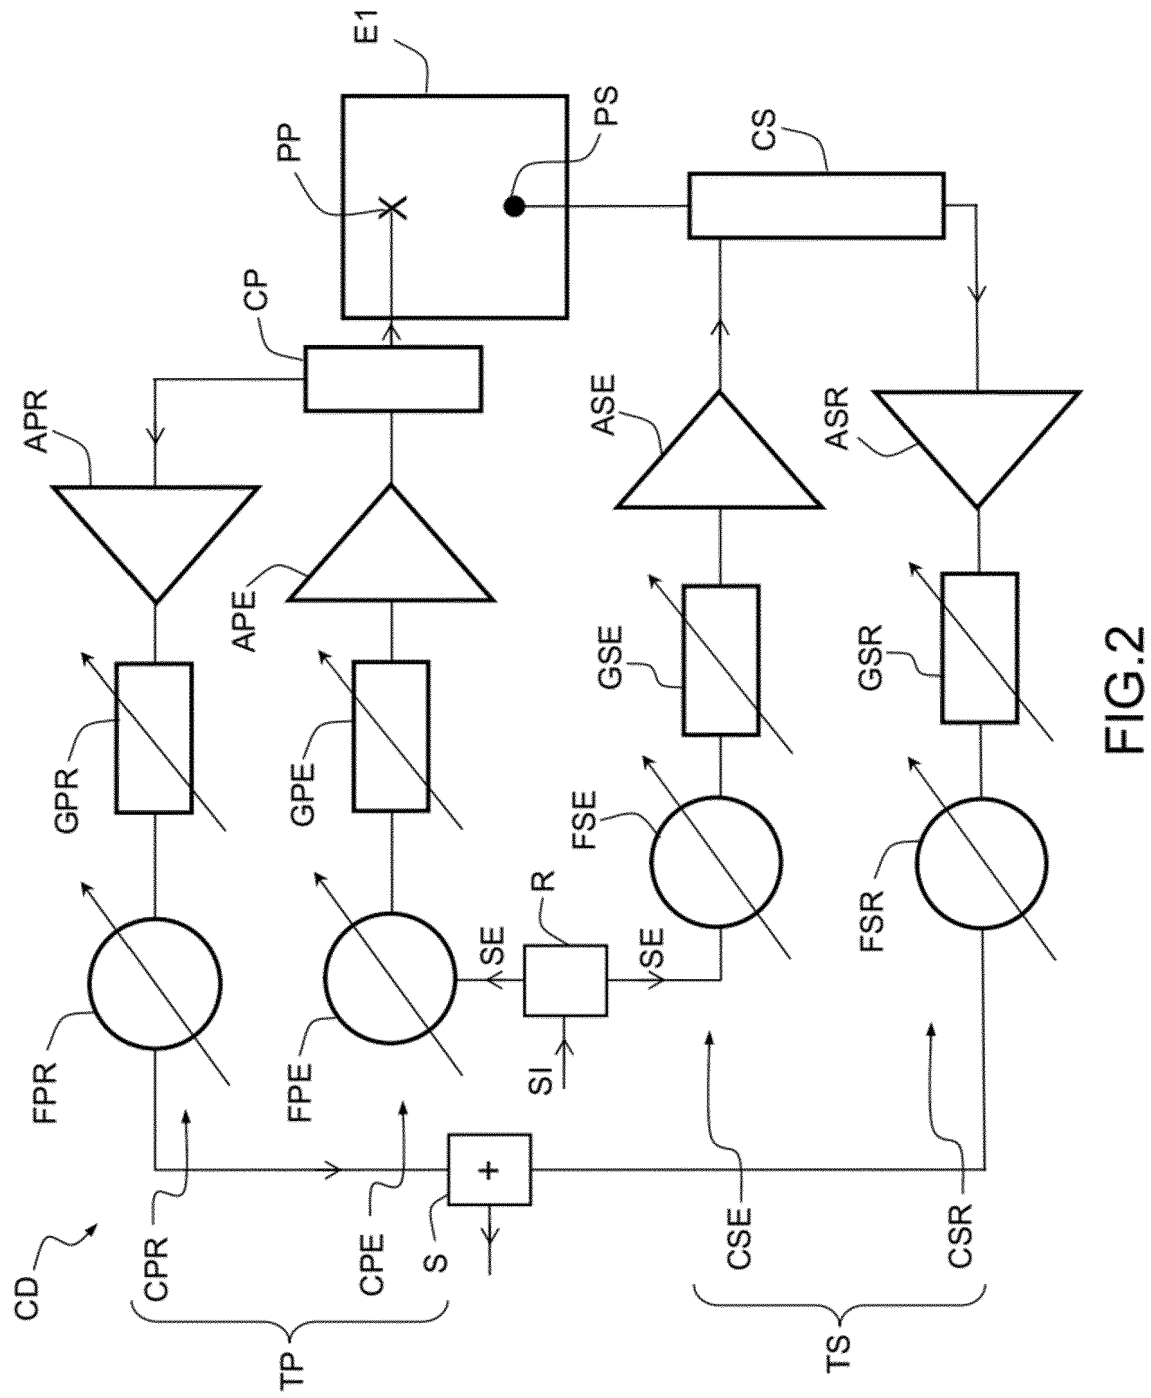 E1
PP
PS
CS
CP
APR
APE
ASE
ASR
GPR
GPE
GSE
GSR
FPR
FPE
FSE
FSR
SE
R
SE
SI
+
S
CD
CPR
CPE
CSE
CSR
TP
TS
FIG.2